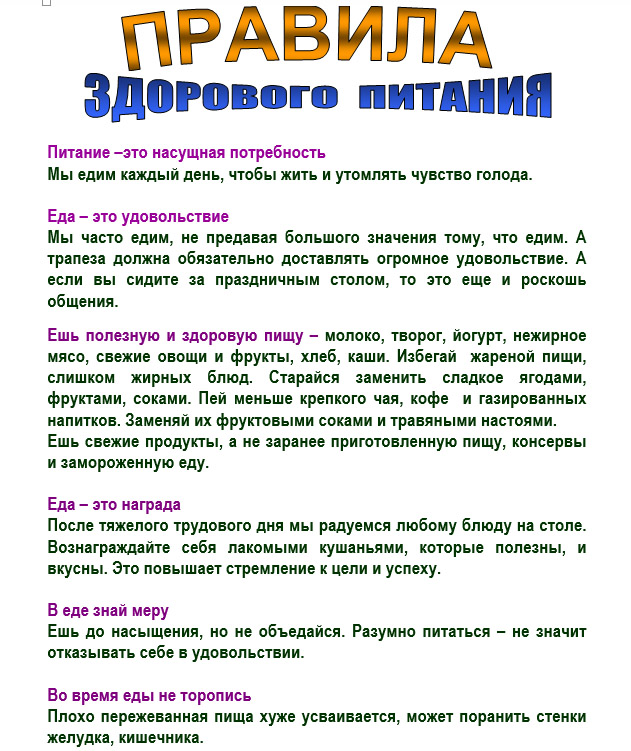 ПРАВИЛА
ЗДОРОВОГО ПИТАНИЯ
Питание –это насущная потребность
Мы едим каждый день, чтобы жить и утомлять чувство голода.
Еда – это удовольствие
Мы часто едим, не предавая большого значения тому, что едим. А
трапеза должна обязательно доставлять огромное удовольствие. А
если вы сидите за праздничным столом, то это еще и роскошь
общения.
Ешь полезную и здоровую пищу – молоко, творог, йогурт, нежирное
мясо, свежие овощи и фрукты, хлеб, каши. Избегай жареной пищи,
слишком жирных блюд. Старайся заменить сладкое ягодами,
фруктами, соками. Пей меньше крепкого чая, кофе и газированных
напитков. Заменяй их фруктовыми соками и травяными настоями.
Ешь свежие продукты, а не заранее приготовленную пищу, консервы
и замороженную еду.
Еда – это награда
После тяжелого трудового дня мы радуемся любому блюду на столе.
Вознаграждайте себя лакомыми кушаньями, которые полезны, и
вкусны. Это повышает стремление к цели и успеху.
В еде знай меру
Ешь до насыщения, но не объедайся. Разумно питаться – не значит
отказывать себе в удовольствии.
Во время еды не торопись
Плохо пережеванная пища хуже усваивается, может поранить стенки
желудка, кишечника.